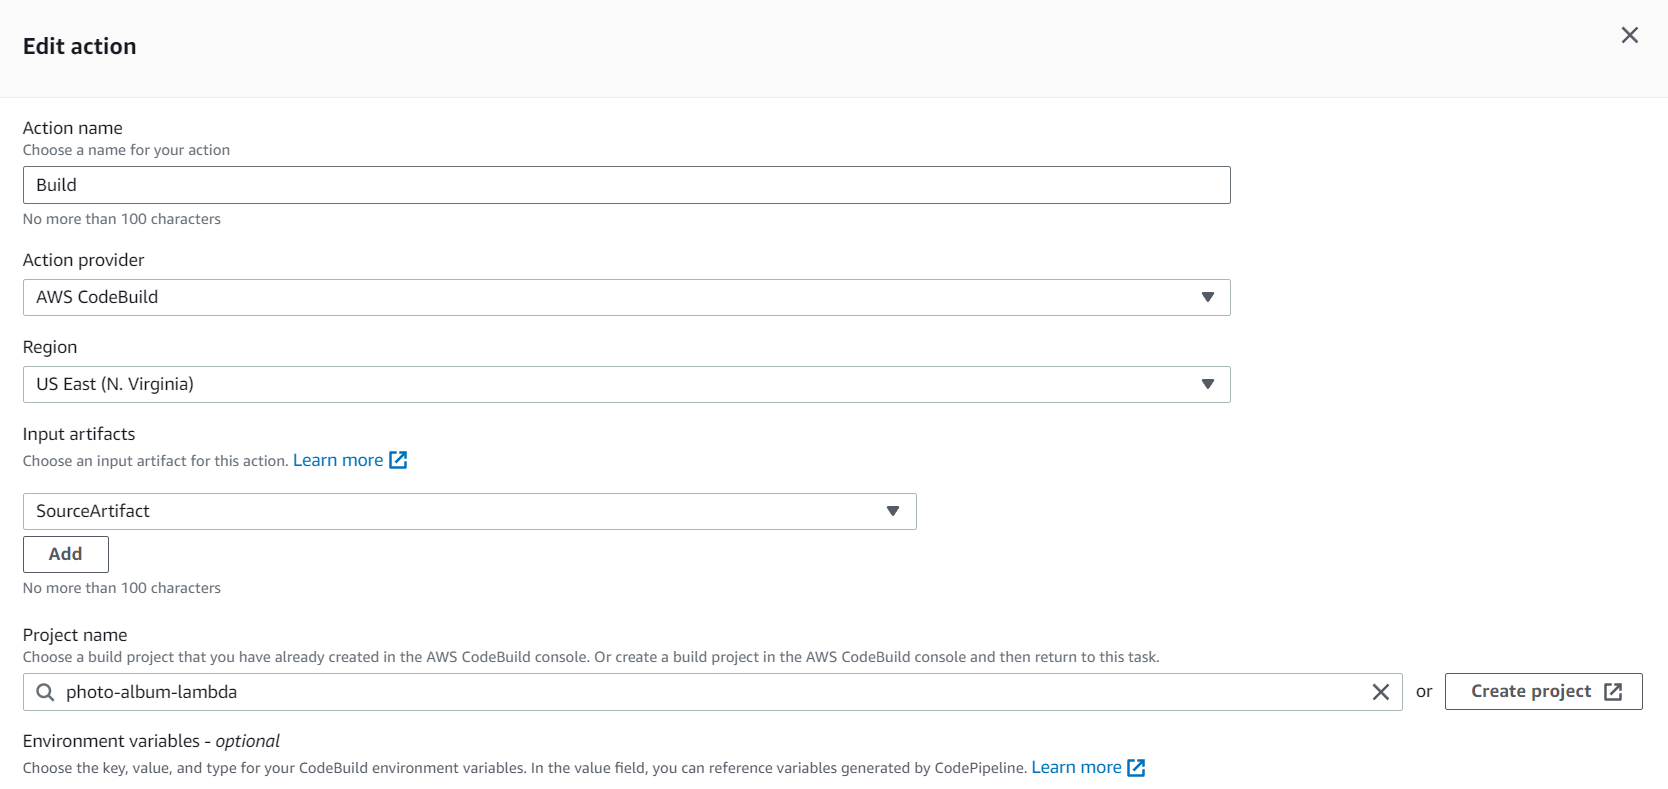 Edit action
Action name
Choose a name for your action
Build
No more than 100 characters
Action provider
AWS CodeBuild
Region
US East (N. Virginia)
Input artifacts
Choose an input artifact for this action. Learn more
SourceArtifact
Add
No more than 100 characters
Project name
Choose a build project that you have already created in the AWS CodeBuild console. Or create a build project in the AWS CodeBuild console and then return to this task.
photo-album-lambda or Create project
Environment variables - optional
Choose the key, value, and type for your CodeBuild environment variables. In the value field, you can reference variables generated by CodePipeline. Learn more